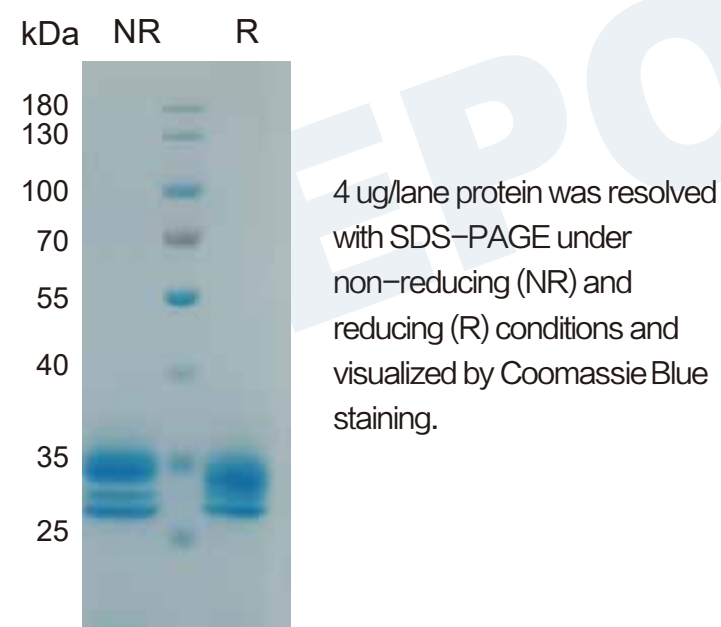 kDa NR R
180
130
100
70
55
40
35
25
4 ug/lane protein was resolved
with SDS-PAGE under
non-reducing (NR) and
reducing (R) conditions and
visualized by Coomassie Blue
staining.
EPO